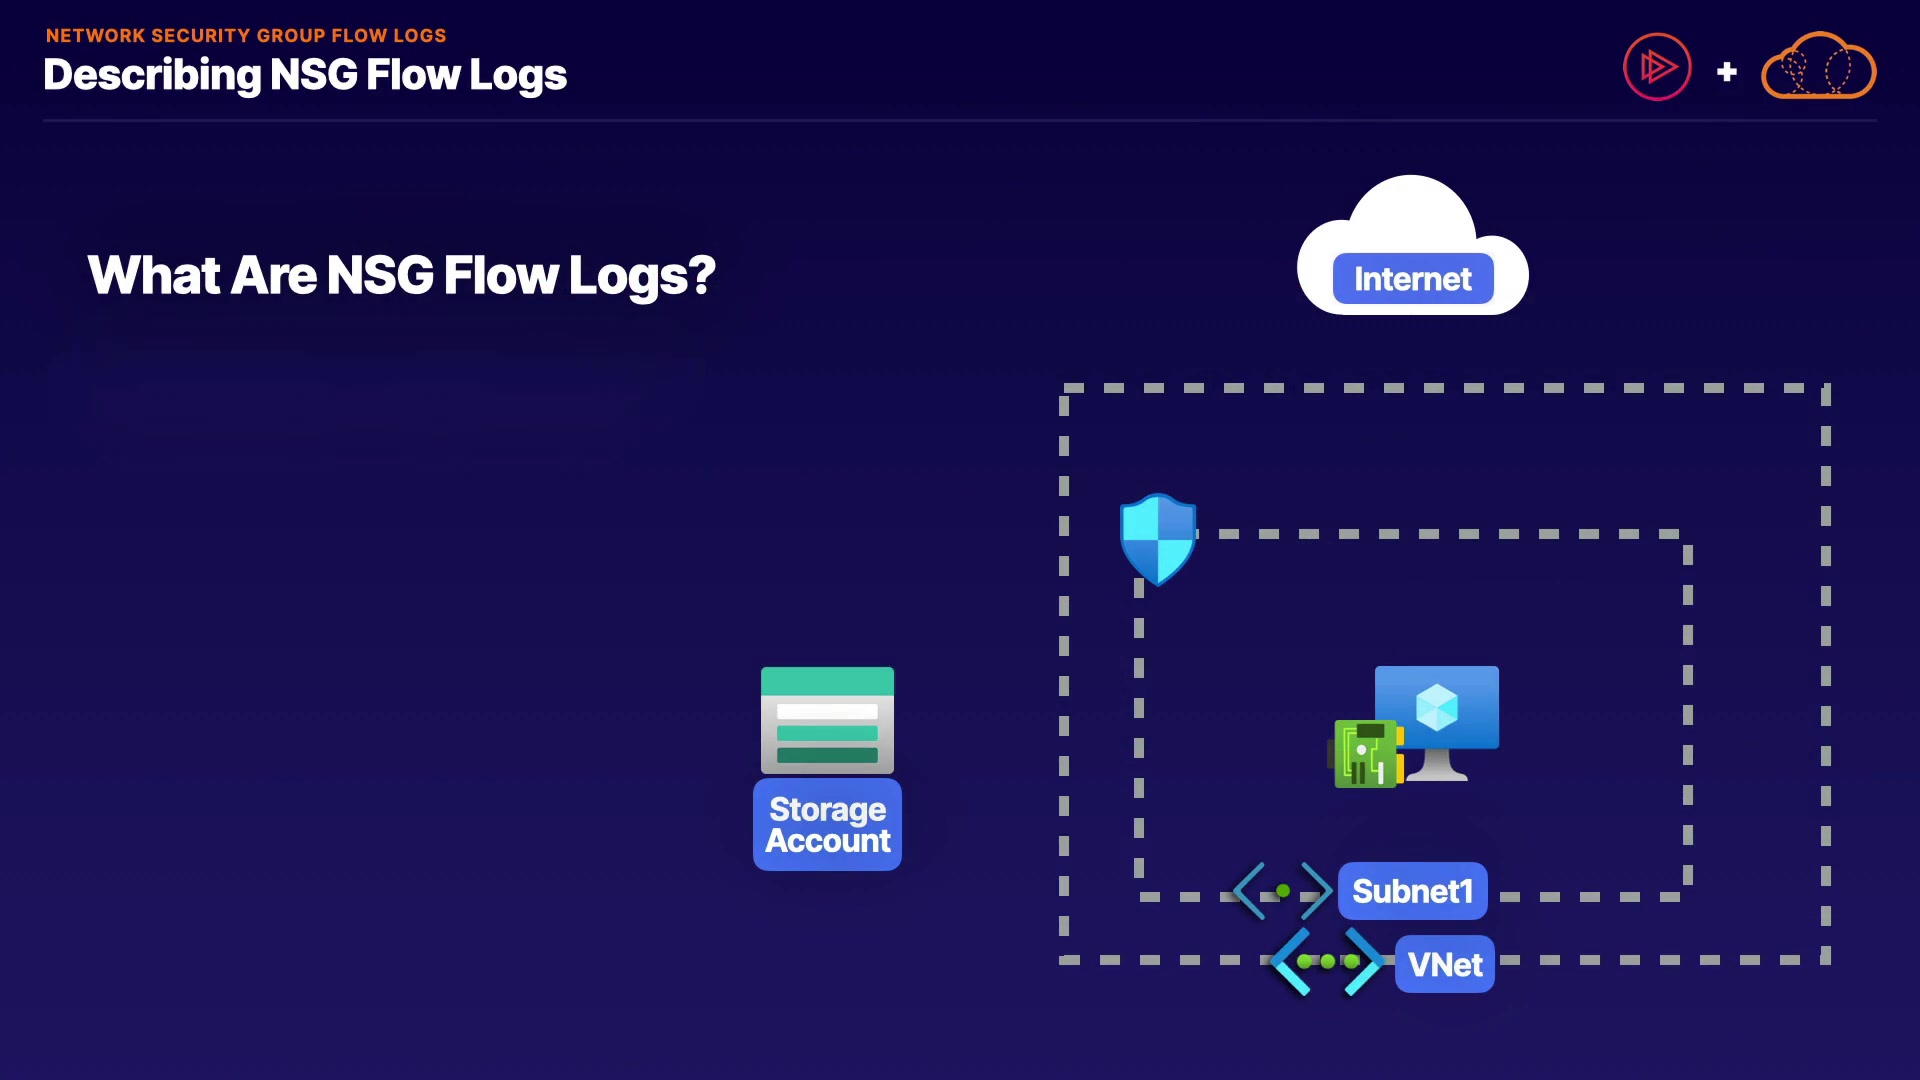 NETWORK SECURITY GROUP FLOW LOGS
Describing NSG Flow Logs
What Are NSG Flow Logs?
Internet
Storage
Account
Subnet1
VNet